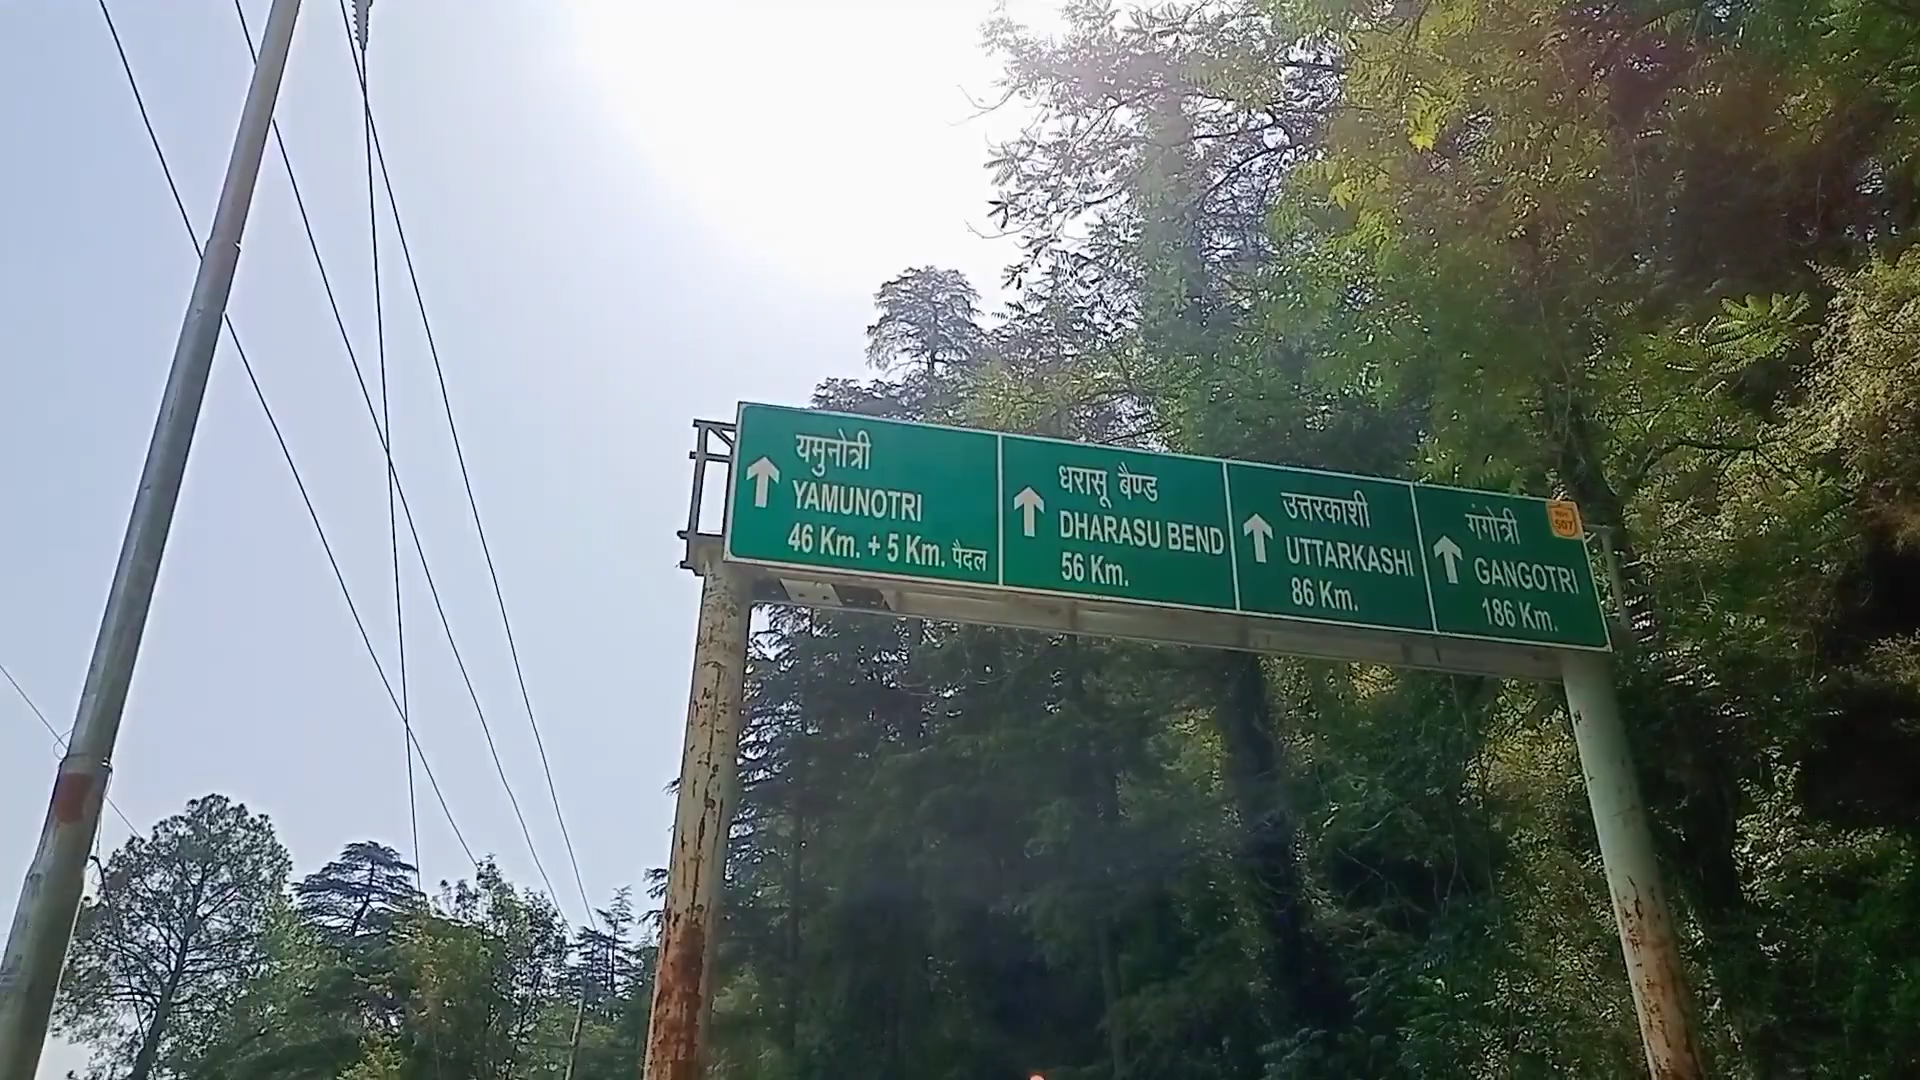 यमुनोत्री
YAMUNOTRI
46 Km. + 5 Km. पैदल
धरासू बैण्ड
DHARASU BEND
56 Km.
उत्तरकाशी
UTTARKASHI
86 Km.
गंगोत्री
GANGOTRI
186 Km.
507